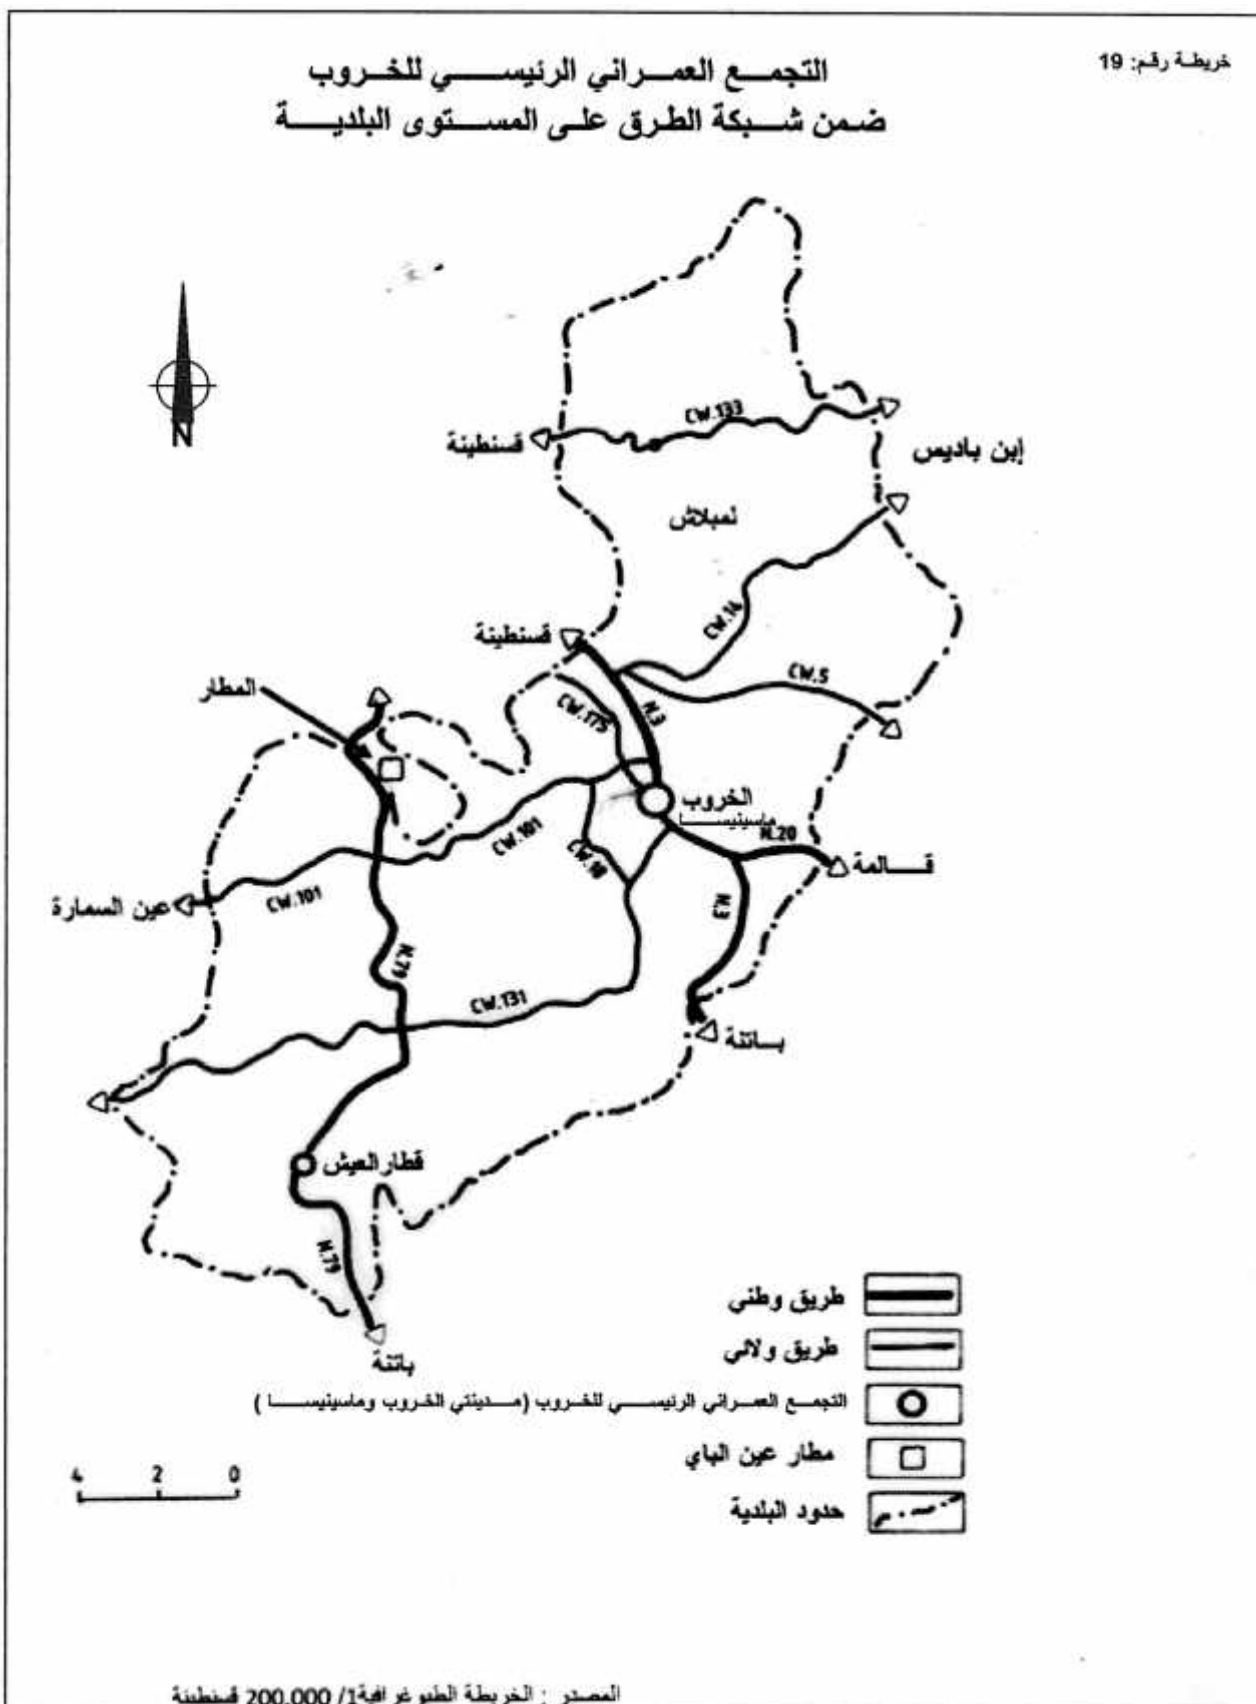 خريطة رقم: 19
التجمع العمراني الرئيسي للخروب
ضمن شبكة الطرق على المستوى البلدية
CW.133
قسنطينة
إبن باديس
لمبلاش
CW.14
قسنطينة
CW.5
المطار
N.3
CW.175
الخروب
ماسينيسا
N.20
قالمة
CW.101
CW.18
عين السمارة
CW.101
N.3
N.79
CW.131
باتنة
قطار العيش
N.79
باتنة
N
طريق وطني
طريق ولائي
التجمع العمراني الرئيسي للخروب (مدينتي الخروب وماسينيسا )
مطار عين الباي
حدود البلدية
4 2 0
المصدر : الخريطة الطبوغرافية1/ 200.000 قسنطينة